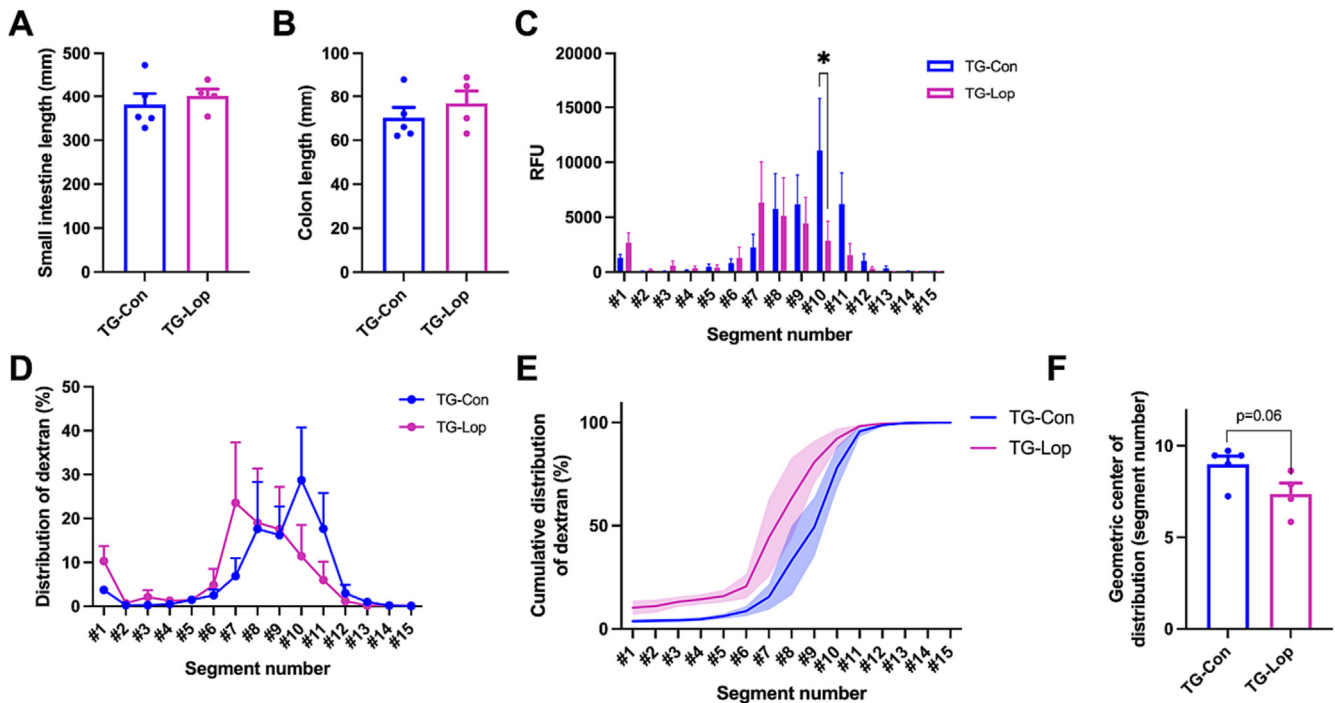 A
Small intestine length (mm)
500
400
300
200
100
0
TG-Con
TG-Lop
B
Colon length (mm)
100
80
60
40
20
0
TG-Con
TG-Lop
C
RFU
20000
15000
10000
5000
0
*
TG-Con
TG-Lop
#1 #2 #3 #4 #5 #6 #7 #8 #9 #10 #11 #12 #13 #14 #15
Segment number
D
Distribution of dextran (%)
50
40
30
20
10
0
TG-Con
TG-Lop
#1 #2 #3 #4 #5 #6 #7 #8 #9 #10 #11 #12 #13 #14 #15
Segment number
E
Cumulative distribution
of dextran (%)
100
50
0
TG-Con
TG-Lop
#1 #2 #3 #4 #5 #6 #7 #8 #9 #10 #11 #12 #13 #14 #15
Segment number
F
Geometric center of
distribution (segment number)
10
5
0
p=0.06
TG-Con
TG-Lop